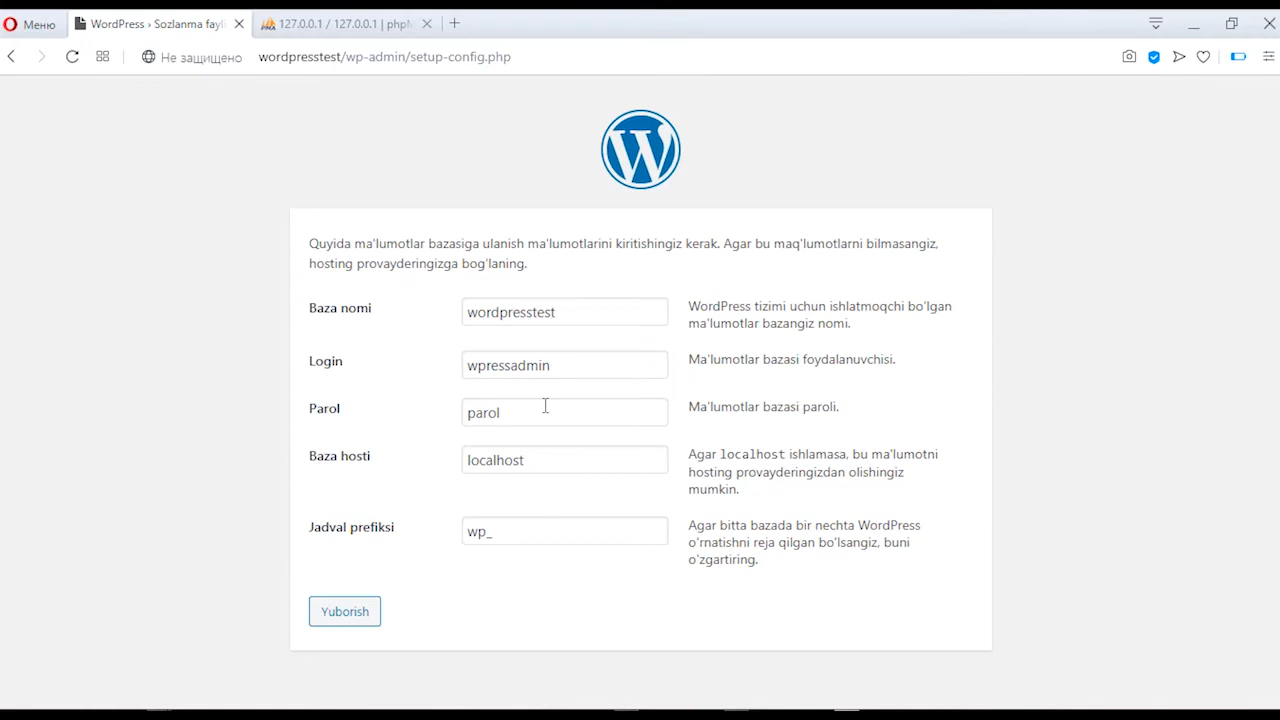 Меню
WordPress › Sozlanma fayli
127.0.0.1 / 127.0.0.1 | phpM
Не защищено
wordpresstest/wp-admin/setup-config.php
Quyida ma'lumotlar bazasiga ulanish ma'lumotlarini kiritishingiz kerak. Agar bu maq'lumotlarni bilmasangiz,
hosting provayderingizga bog'laning.
Baza nomi
wordpresstest
WordPress tizimi uchun ishlatmoqchi bo'lgan
ma'lumotlar bazangiz nomi.
Login
wpressadmin
Ma'lumotlar bazasi foydalanuvchisi.
Parol
parol
Ma'lumotlar bazasi paroli.
Baza hosti
localhost
Agar localhost ishlamasa, bu ma'lumotni
hosting provayderingizdan olishingiz
mumkin.
Jadval prefiksi
wp_
Agar bitta bazada bir nechta WordPress
o'rnatishni reja qilgan bo'lsangiz, buni
o'zgartiring.
Yuborish